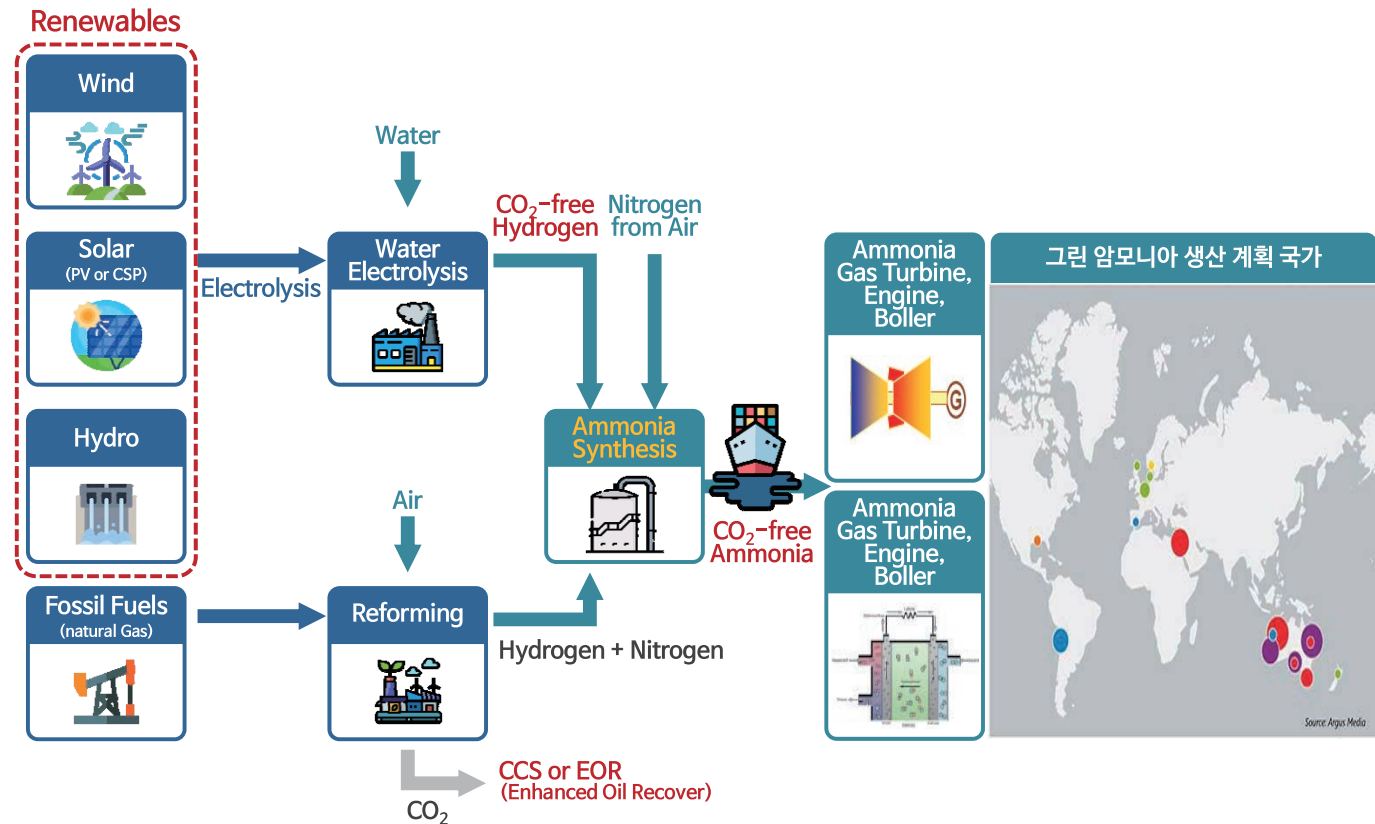 Renewables
Wind
Solar
(PV or CSP)
Hydro
Fossil Fuels
(natural Gas)
Electrolysis
Water
Water
Electrolysis
Air
Reforming
CO₂
CCS or EOR
(Enhanced Oil Recover)
CO₂-free
Hydrogen
Nitrogen
from Air
Ammonia
Synthesis
Hydrogen + Nitrogen
CO₂-free
Ammonia
Ammonia
Gas Turbine,
Engine,
Boller
G
Ammonia
Gas Turbine,
Engine,
Boller
그린 암모니아 생산 계획 국가
Source: Argus Media